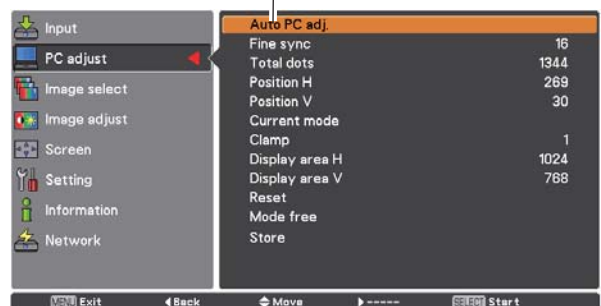 Input
PC adjust
Image select
Image adjust
Screen
Setting
Information
Network
Auto PC adj.
Fine sync 16
Total dots 1344
Position H 269
Position V 30
Current mode
Clamp 1
Display area H 1024
Display area V 768
Reset
Mode free
Store
MENU Exit ◀Back ◆Move ▶----- SELECT Start